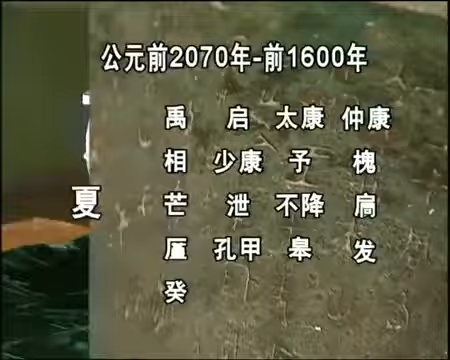 公元前2070年-前1600年
禹 启 太康 仲康
相 少康 予 槐
夏
芒 泄 不降 扃
厪 孔甲 皋 发
癸